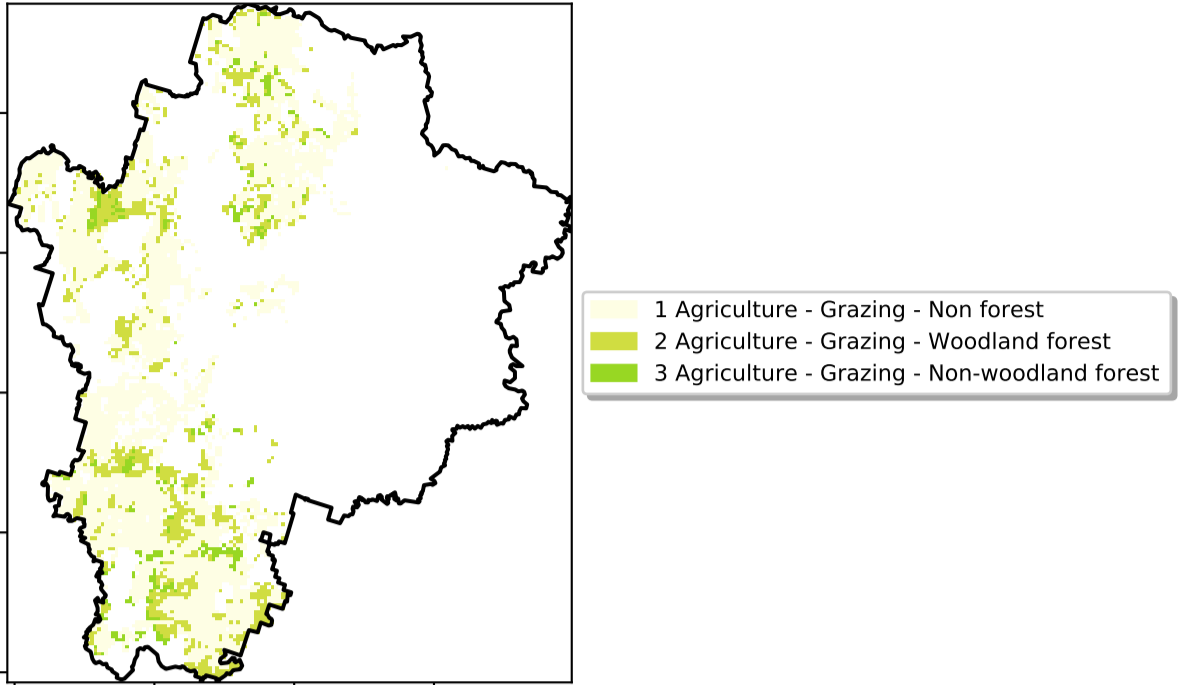 1 Agriculture - Grazing - Non forest
2 Agriculture - Grazing - Woodland forest
3 Agriculture - Grazing - Non-woodland forest